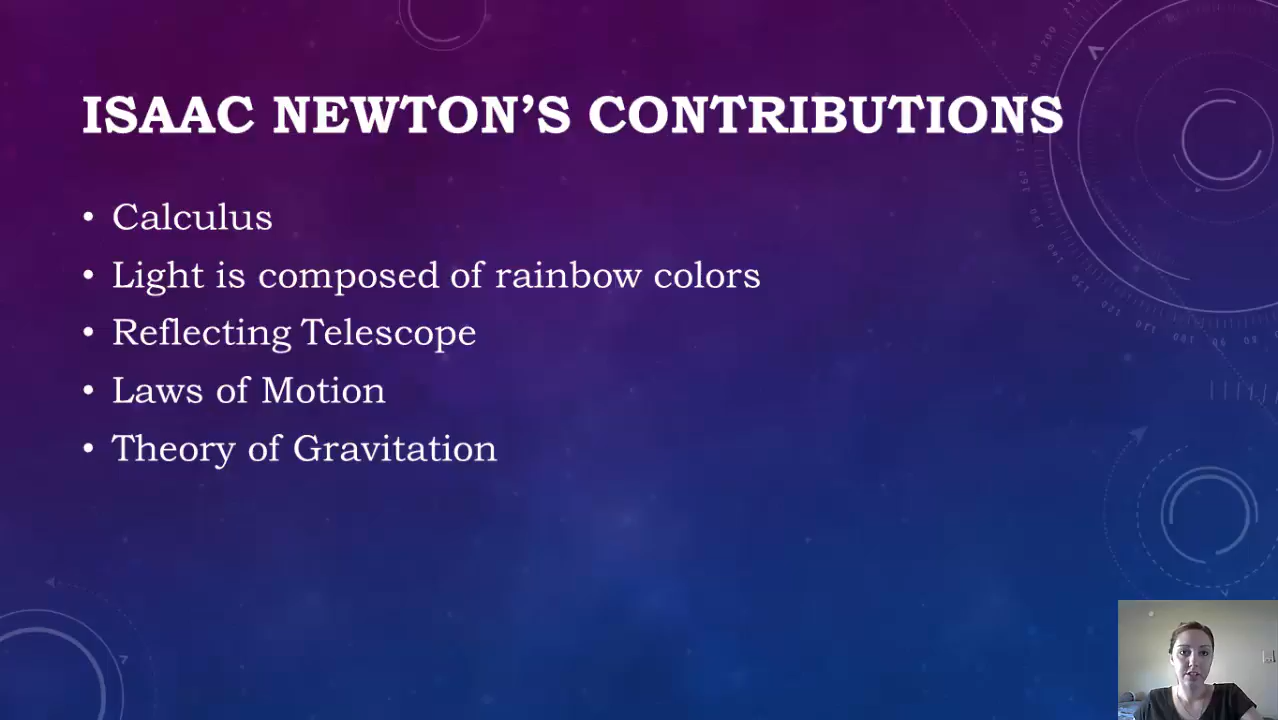 ISAAC NEWTON’S CONTRIBUTIONS
• Calculus
• Light is composed of rainbow colors
• Reflecting Telescope
• Laws of Motion
• Theory of Gravitation